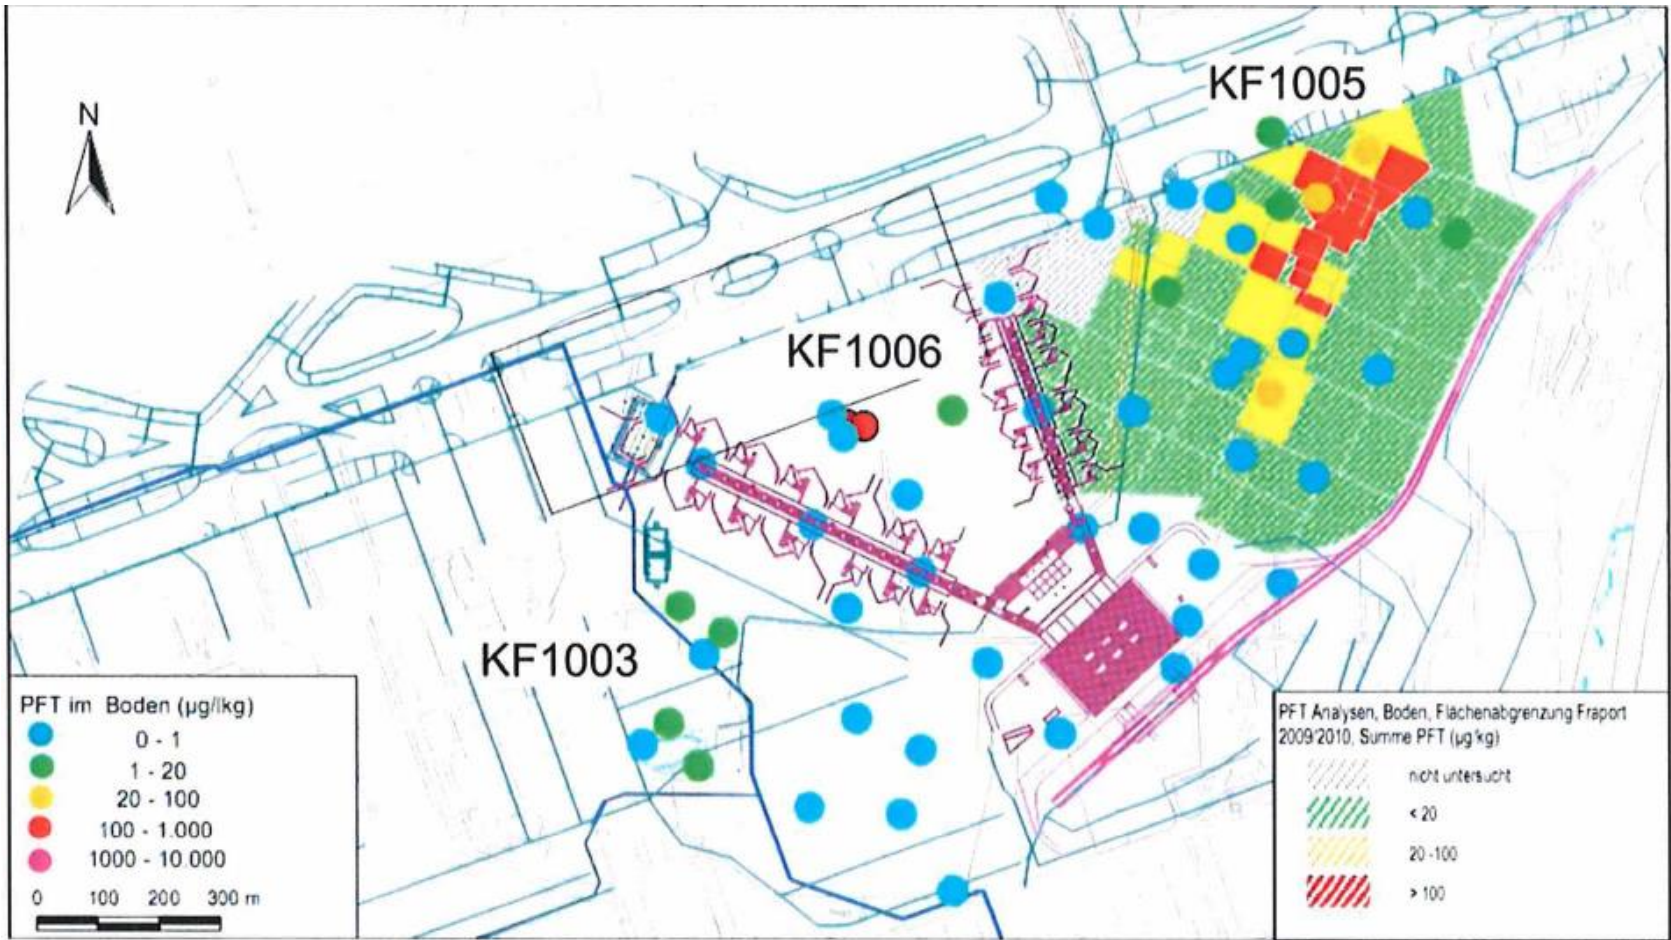 KF1005
N
KF1006
KF1003
PFT im Boden (µg/lkg)
0 - 1
1 - 20
20 - 100
100 - 1.000
1000 - 10 000
0 100 200 300 m
PFT Analysen, Boden, Flächenabgrenzung Fraport
2009/2010, Summe PFT (µg/kg)
nicht untersucht
< 20
20 -100
> 100